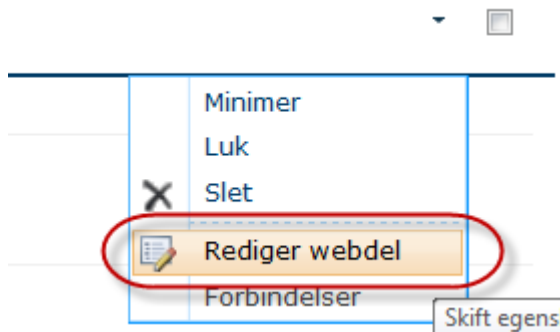 Minimer
Luk
Slet
Rediger webdel
Forbindelser
Skift egens